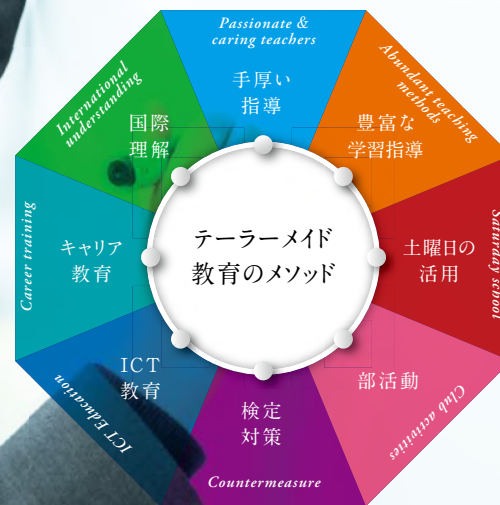 Passionate &
caring teachers
手厚い
指導
Abundant teaching
methods
豊富な
学習指導
Saturday school
土曜日の
活用
Club activities
部活動
Countermeasure
検定
対策
ICT Education
ICT
教育
Career training
キャリア
教育
International
understanding
国際
理解
テーラーメイド
教育のメソッド